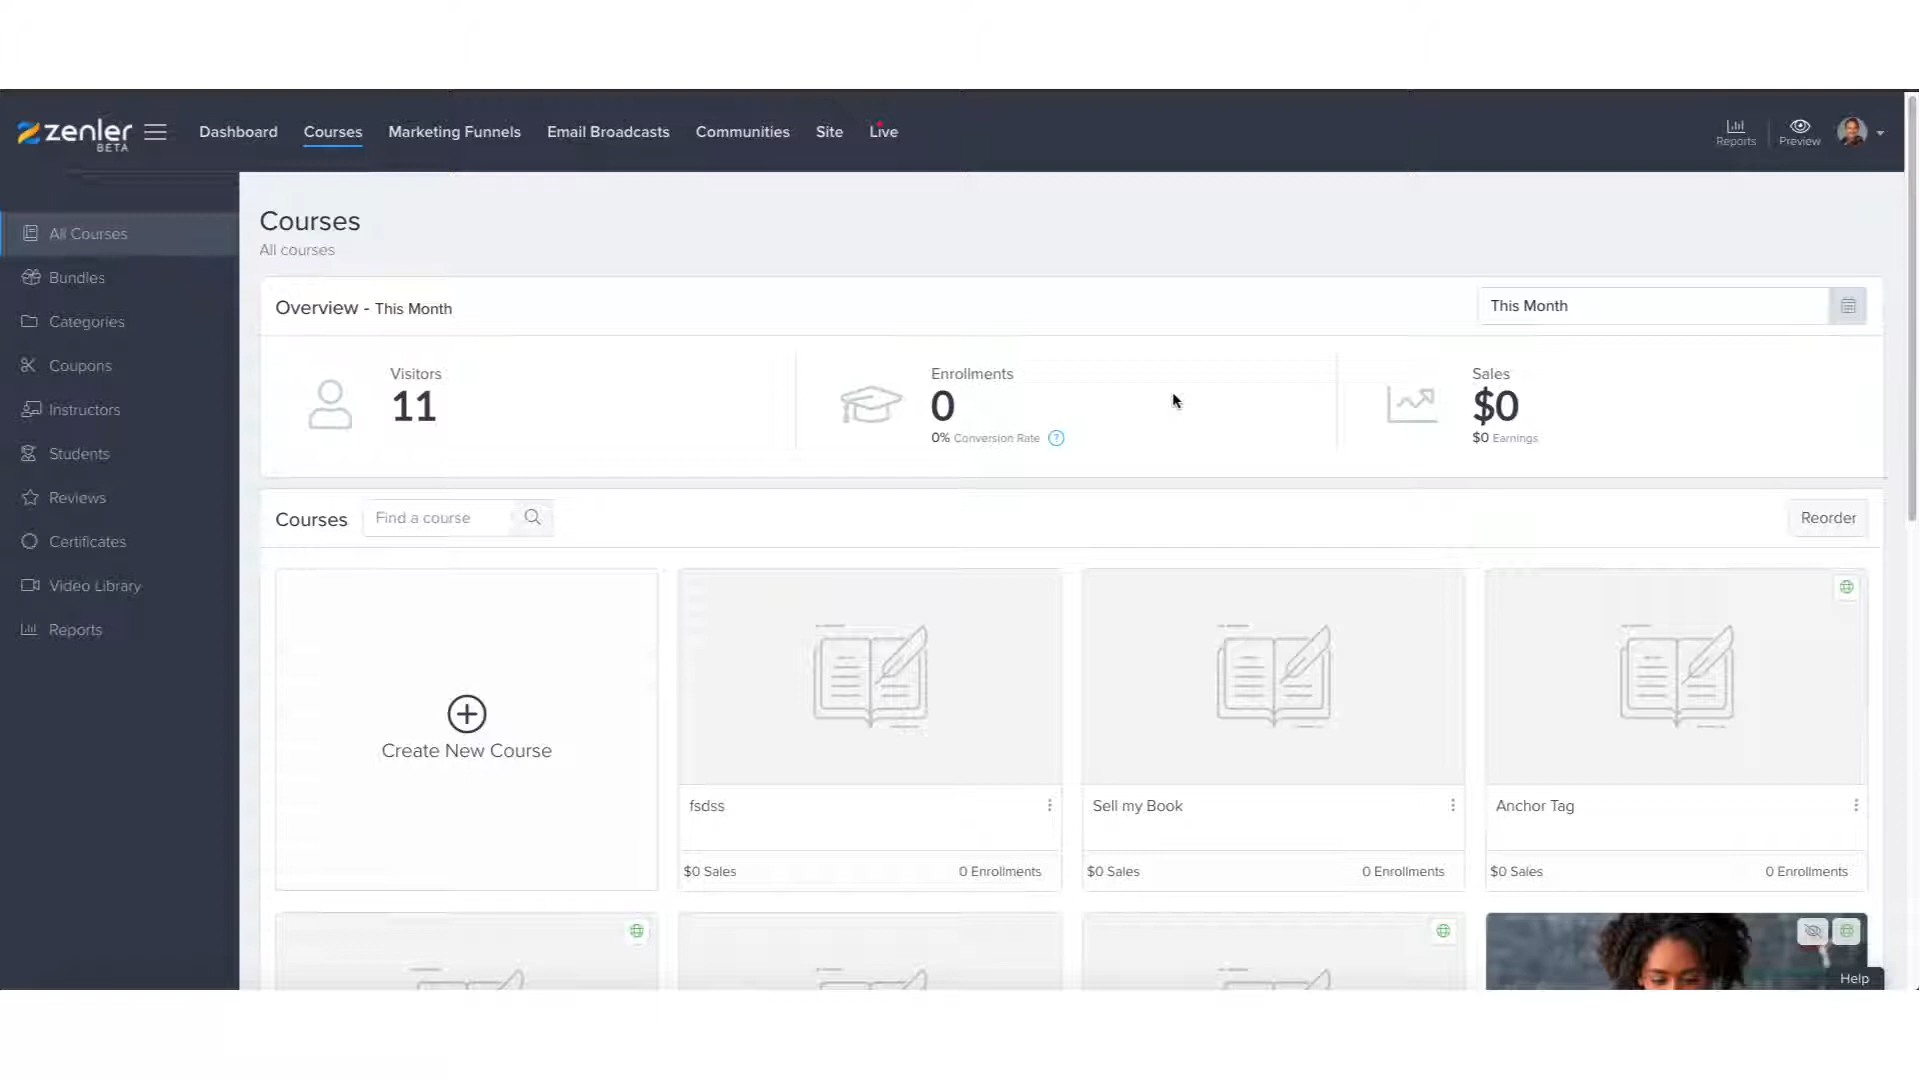 zenler
BETA
Dashboard
Courses
Marketing Funnels
Email Broadcasts
Communities
Site
Live
Reports
Preview
All Courses
Bundles
Categories
Coupons
Instructors
Students
Reviews
Certificates
Video Library
Reports
Courses
All courses
Overview - This Month
This Month
Visitors
11
Enrollments
0
0% Conversion Rate ?
Sales
$0
$0 Earnings
Courses
Find a course
Reorder
Create New Course
fsdss
$0 Sales
0 Enrollments
Sell my Book
$0 Sales
0 Enrollments
Anchor Tag
$0 Sales
0 Enrollments
Help